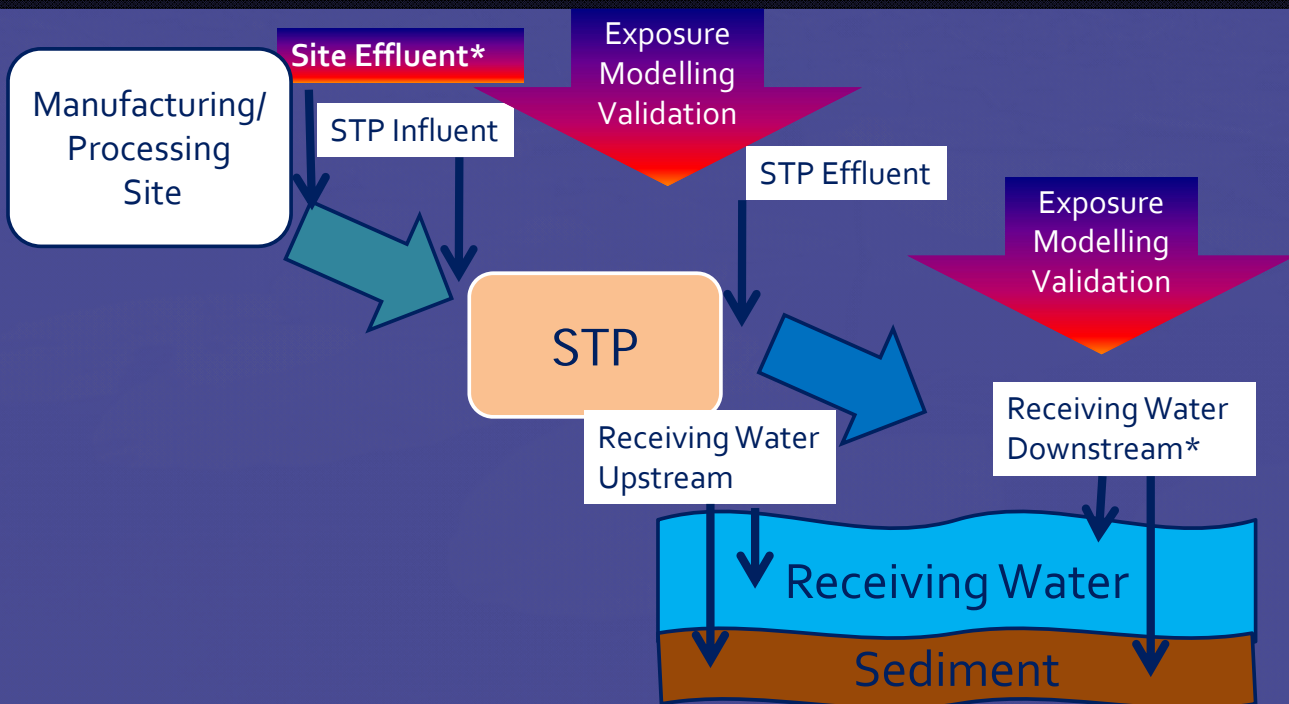 Site Effluent*
Exposure
Modelling
Validation
Manufacturing/
Processing
Site
STP Influent
STP Effluent
Exposure
Modelling
Validation
STP
Receiving Water
Downstream*
Receiving Water
Upstream
Receiving Water
Sediment